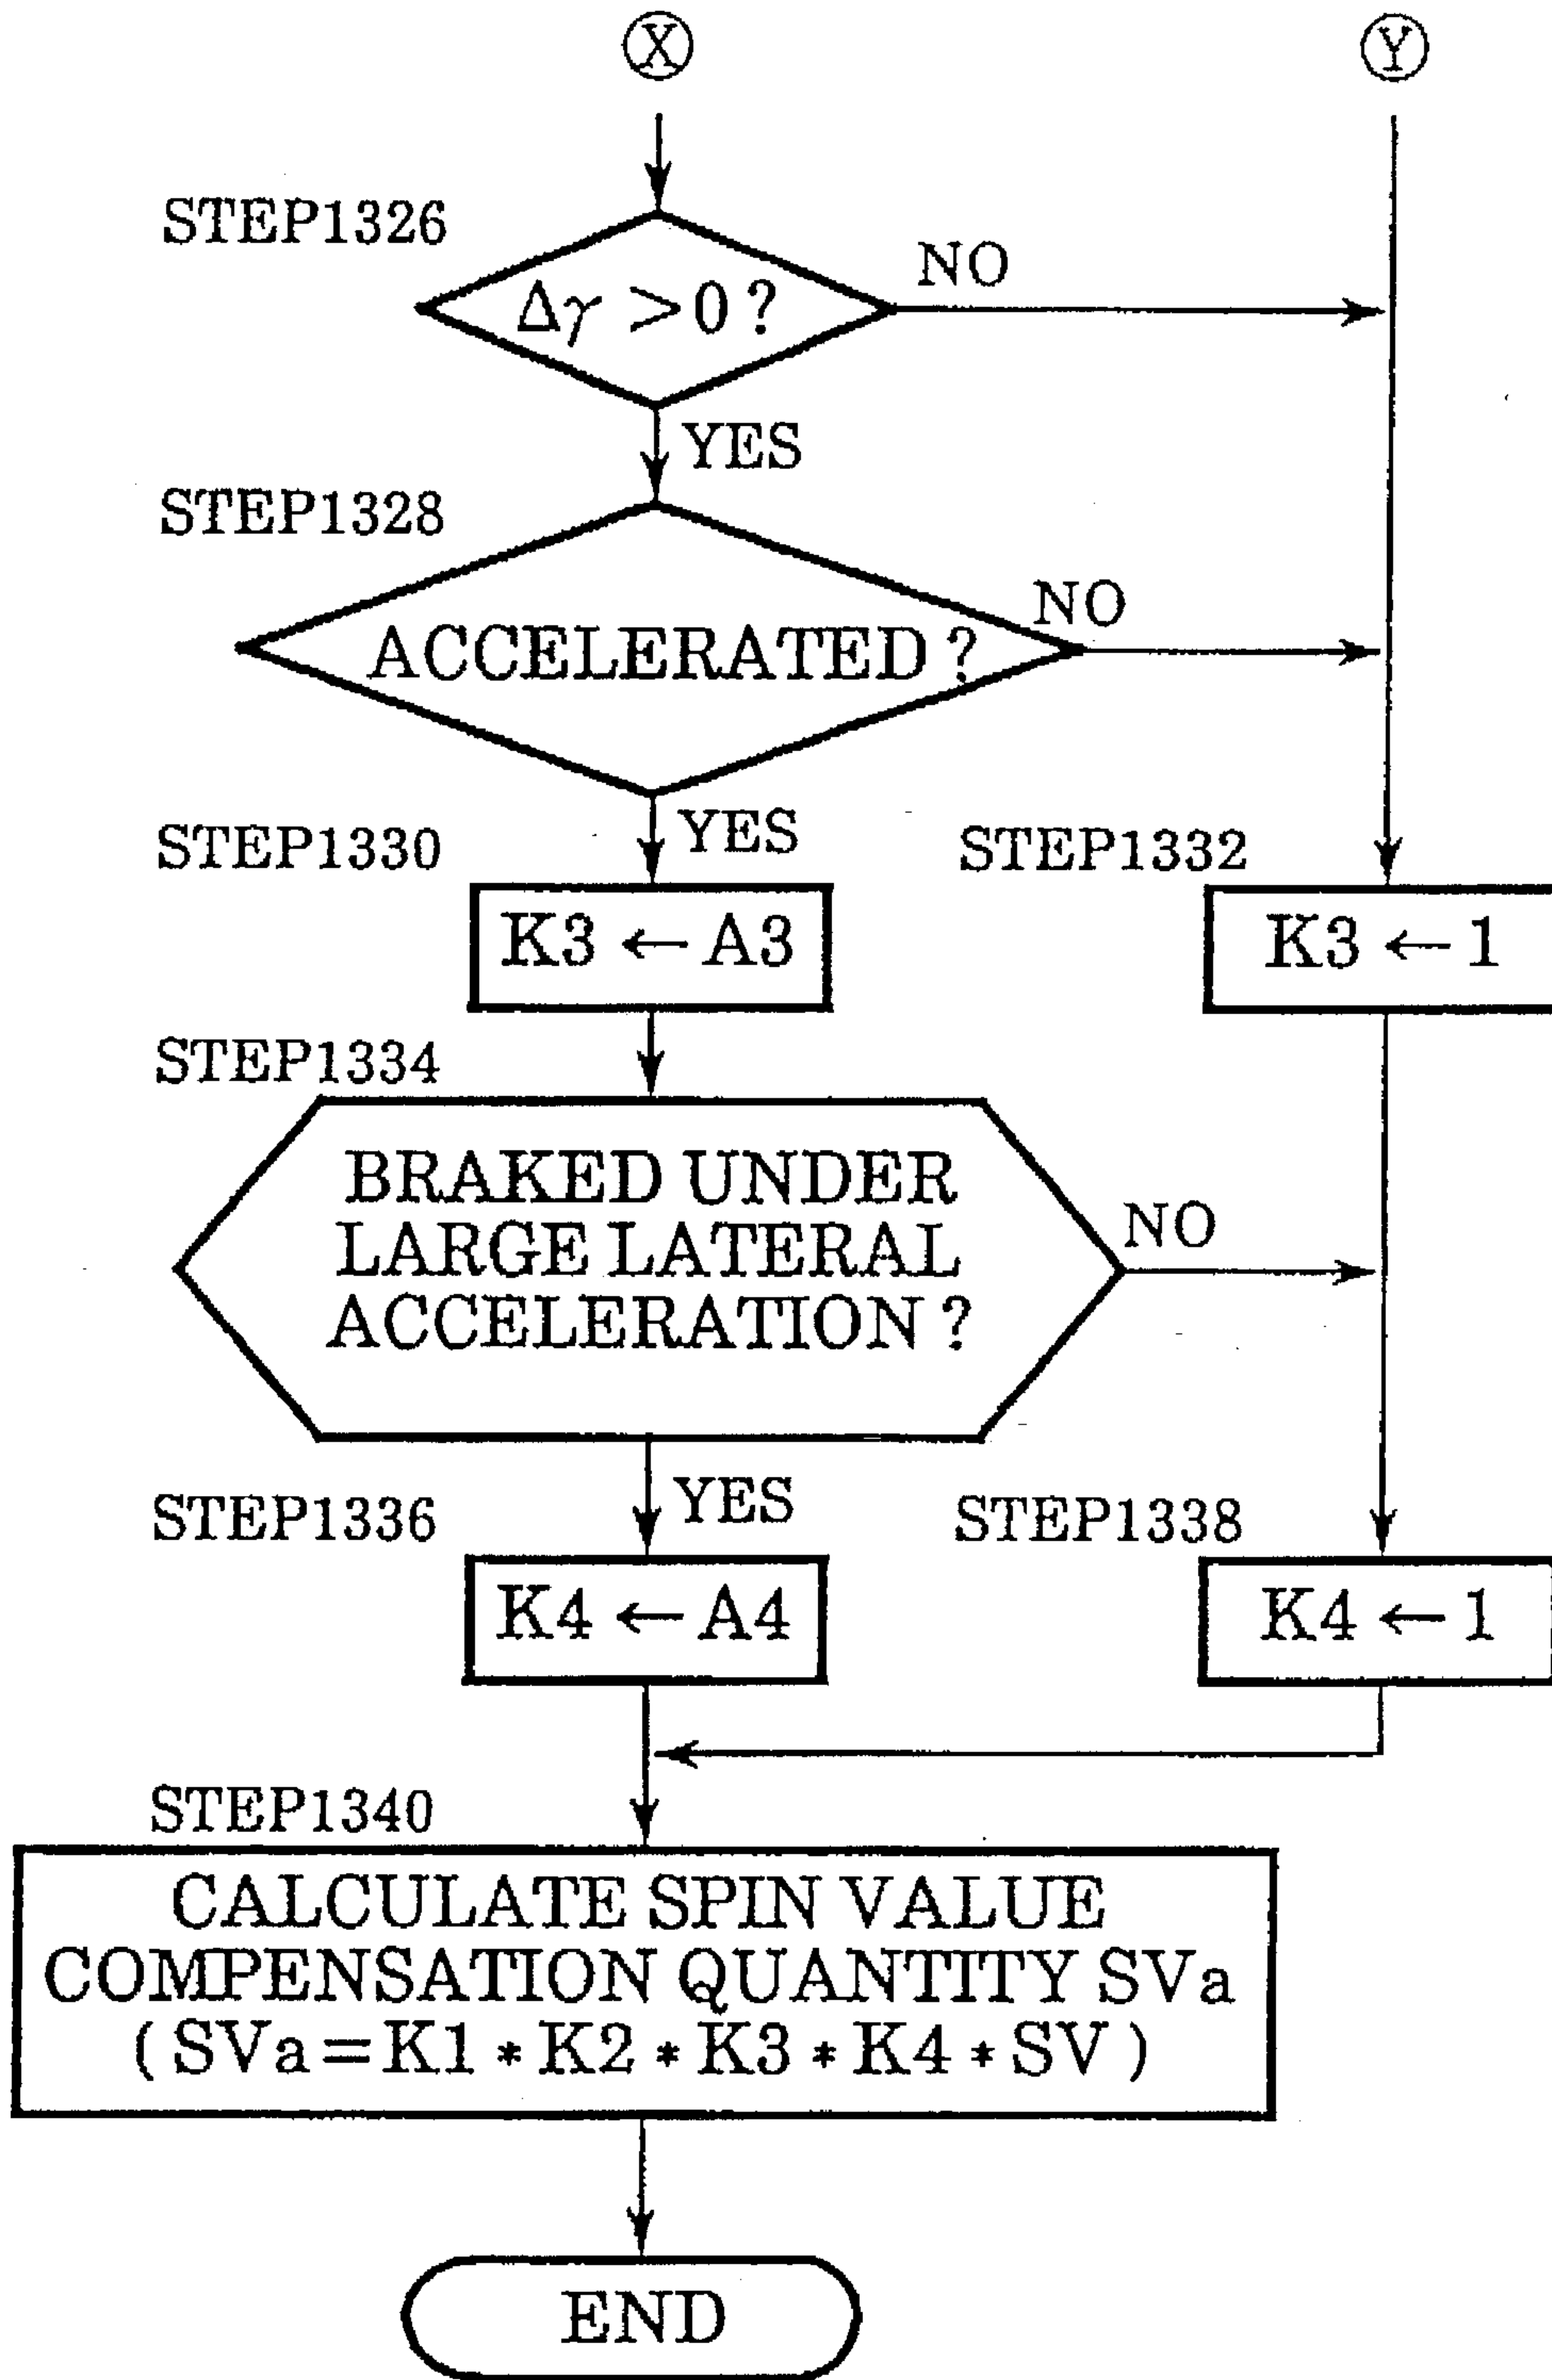 X
Y
STEP1326
NO
Δγ >0 ?
YES
STEP1328
NO
ACCELERATED ?
YES
STEP1330
STEP1332
K3 ← A3
K3 ← 1
STEP1334
BRAKED UNDER
LARGE LATERAL
ACCELERATION ?
NO
YES
STEP1336
STEP1338
K4 ← A4
K4 ← 1
STEP1340
CALCULATE SPIN VALUE
COMPENSATION QUANTITY SVa
( SVa=K1 * K2 * K3 * K4 * SV )
END